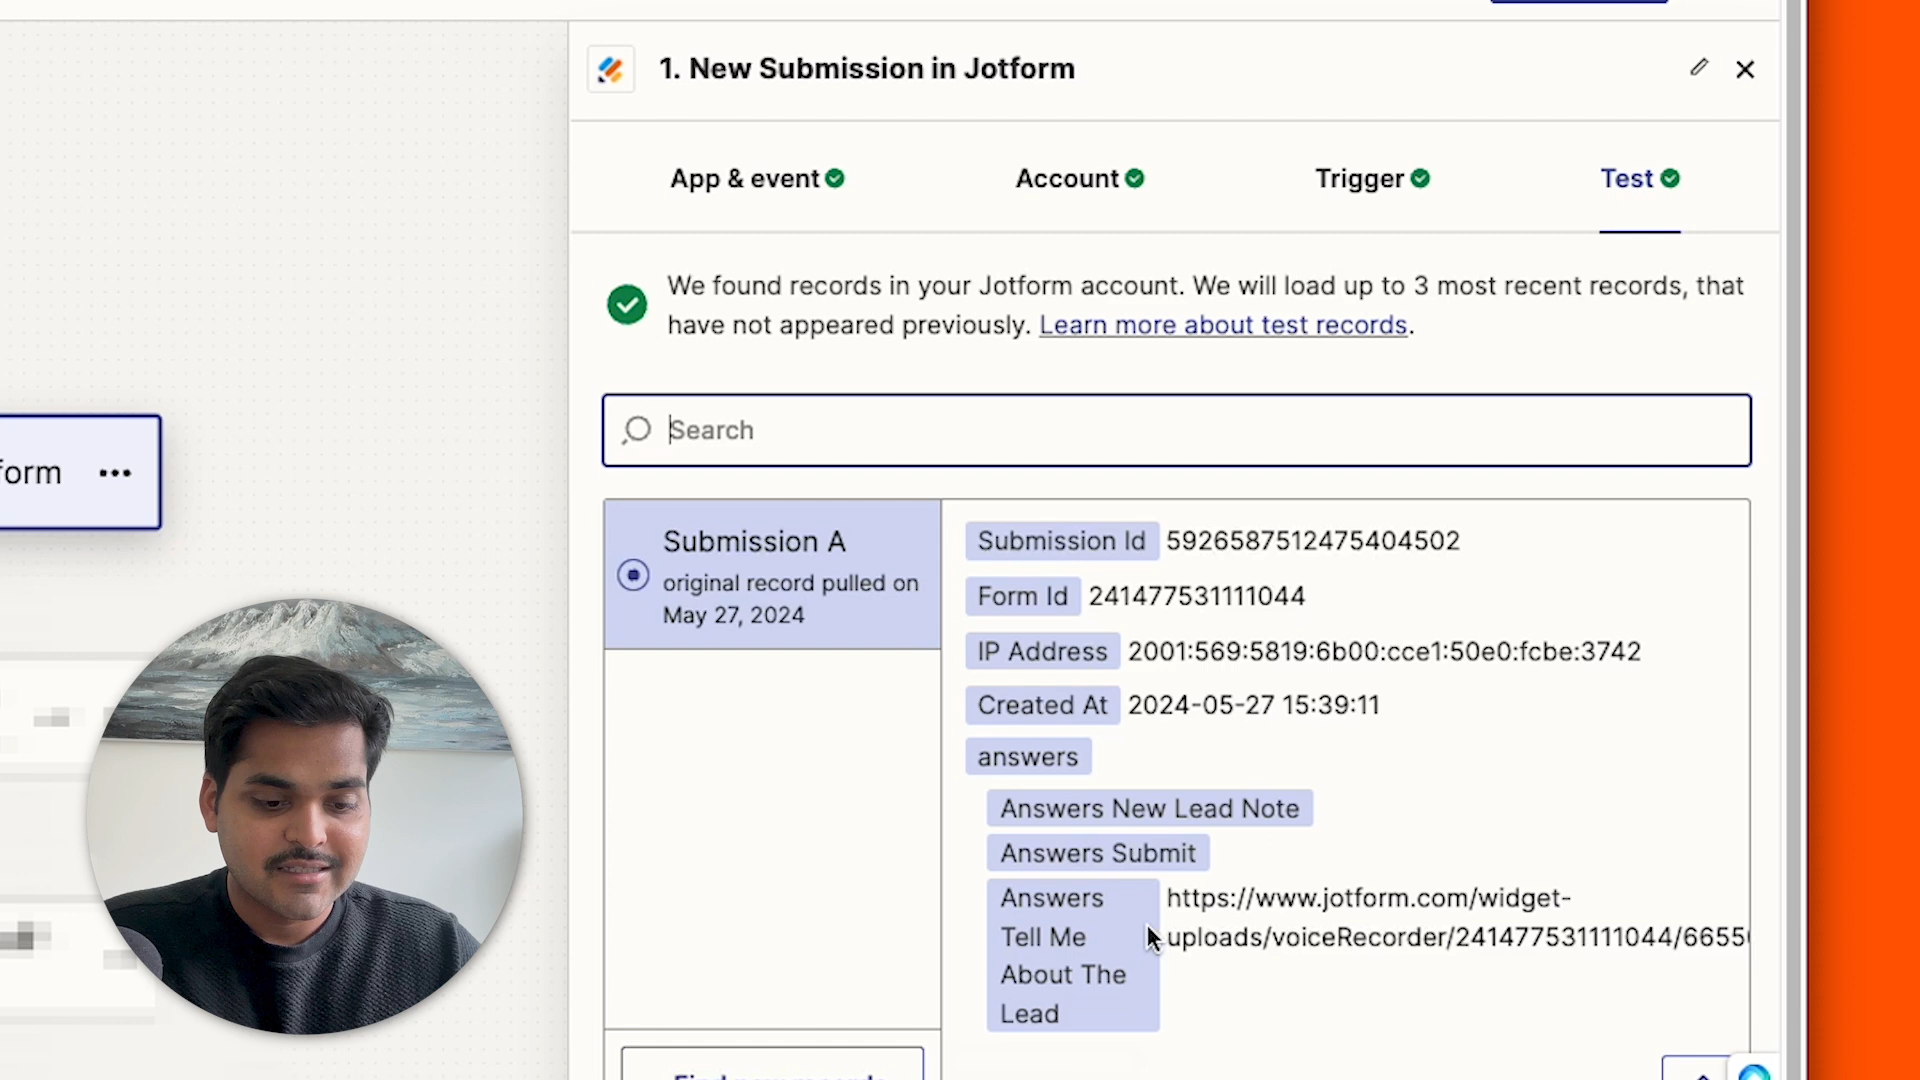 1. New Submission in Jotform
App & event
Account
Trigger
Test
We found records in your Jotform account. We will load up to 3 most recent records, that
have not appeared previously. Learn more about test records.
Search
form
Submission A
original record pulled on
May 27, 2024
Submission Id 5926587512475404502
Form Id 241477531111044
IP Address 2001:569:5819:6b00:cce1:50e0:fcbe:3742
Created At 2024-05-27 15:39:11
answers
Answers New Lead Note
Answers Submit
Answers
Tell Me
About The
Lead
https://www.jotform.com/widget-
uploads/voiceRecorder/241477531111044/6655
Find new records